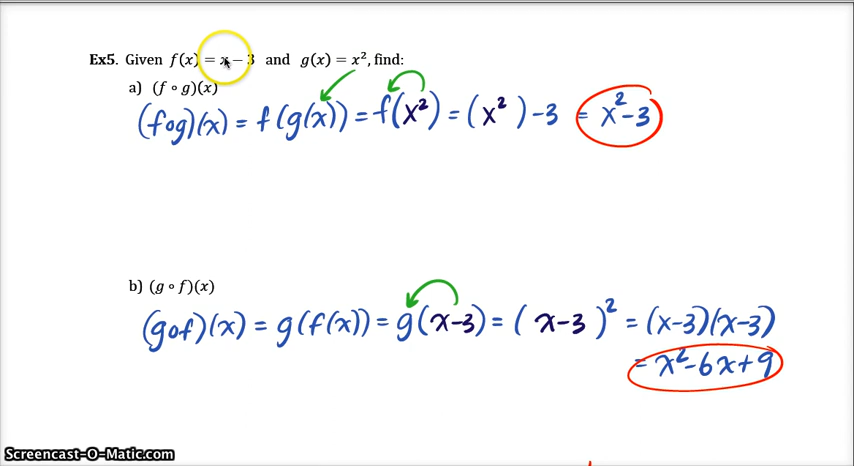 Ex5. Given f(x) = x − 3 and g(x) = x², find:
a) (f ∘ g)(x)
(fog)(x) = f(g(x)) = f(x²) = (x²) -3 = x²-3
b) (g ∘ f)(x)
(gof)(x) = g(f(x)) = g(x-3) = ( x-3 )² = (x-3)(x-3)
= x²-6x+9
Screencast-O-Matic.com